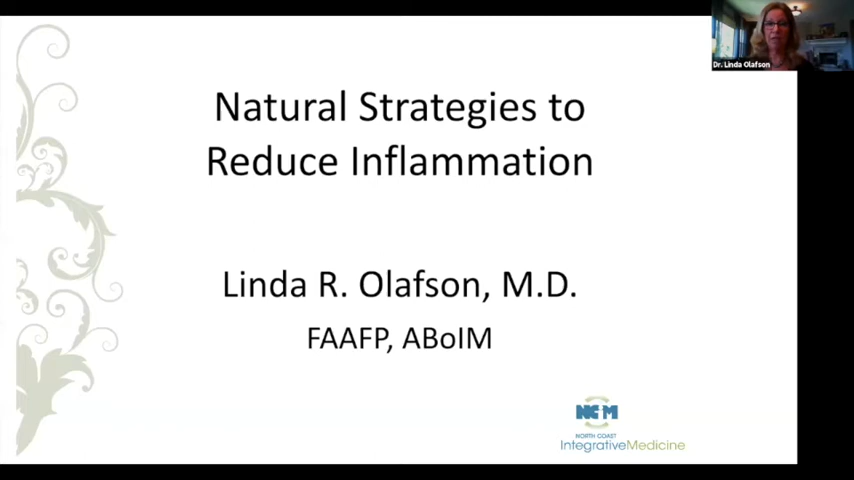 Dr. Linda Olafson
Natural Strategies to
Reduce Inflammation
Linda R. Olafson, M.D.
FAAFP, ABoIM
NCiM
NORTH COAST
IntegrativeMedicine